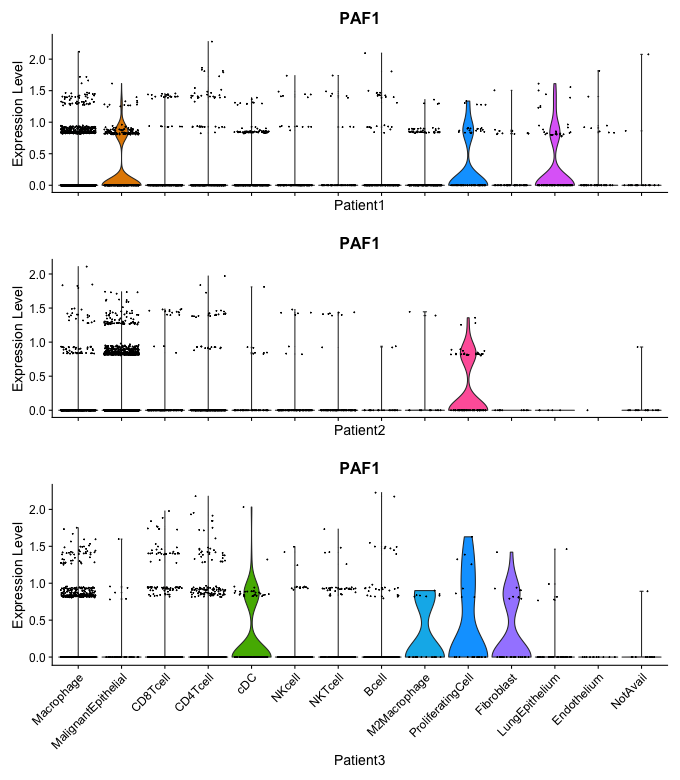 PAF1
Expression Level
2.0
1.5
1.0
0.5
0.0
Patient1
PAF1
Expression Level
2.0
1.5
1.0
0.5
0.0
Patient2
PAF1
Expression Level
2.0
1.5
1.0
0.5
0.0
Macrophage
MalignantEpithelial
CD8Tcell
CD4Tcell
cDC
NKcell
NKTcell
Bcell
M2Macrophage
ProliferatingCell
Fibroblast
LungEpithelium
Endothelium
NotAvail
Patient3